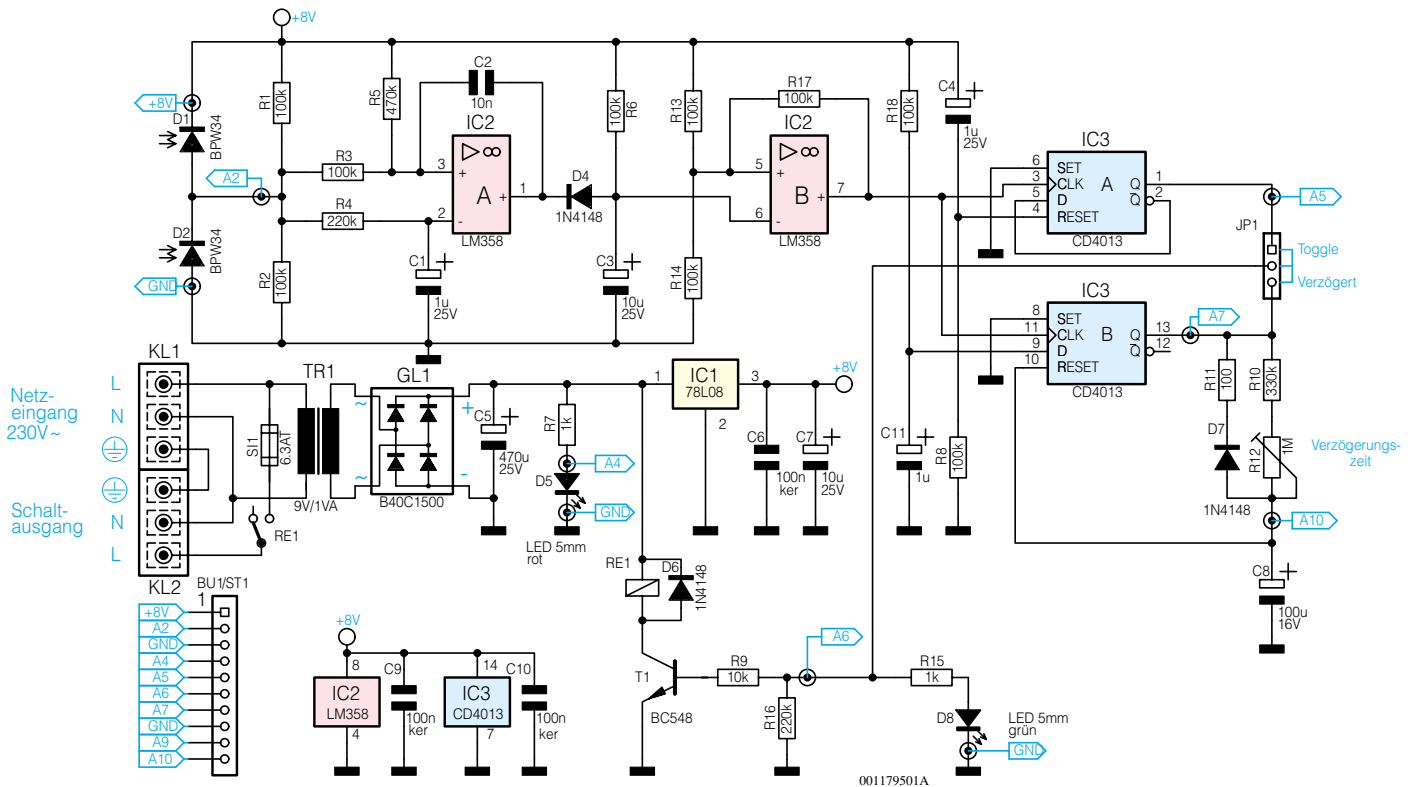 +8V
+8V
D1
BPW34
A2
D2
BPW34
GND
R1
100k
R2
100k
R3
100k
R4
220k
R5
470k
C2
10n
IC2
3
+
A
+
1
2
-
LM358
C1
1u
25V
D4
1N4148
R6
100k
C3
10u
25V
R13
100k
R14
100k
R17
100k
IC2
5
+
B
+
7
6
-
LM358
R18
100k
C4
1u
25V
IC3
6 SET
3 CLK A Q 1
5 D Q 2
4 RESET
CD4013
A5
JP1
Toggle
Verzögert
IC3
8 SET
11 CLK B Q 13
9 D Q 12
10 RESET
CD4013
A7
R11
100
R10
330k
D7
1N4148
R12
1M
Verzögerungs-
zeit
A10
C8
100u
16V
KL1
L
N
Netz-
eingang
230V~
Schalt-
ausgang
N
L
KL2
SI1
6.3AT
RE1
TR1
9V/1VA
GL1
~
~
+
-
B40C1500
C5
470u
25V
R7
1k
A4
D5
GND
LED 5mm
rot
1
IC1
78L08
3
2
+8V
C6
100n
ker
C7
10u
25V
C11
1u
R8
100k
RE1
D6
1N4148
T1
BC548
R9
10k
A6
R16
220k
R15
1k
D8
LED 5mm
grün
GND
BU1/ST1
1
+8V
A2
GND
A4
A5
A6
A7
GND
A9
A10
+8V
8
IC2
LM358
4
C9
100n
ker
14
IC3
CD4013
7
C10
100n
ker
001179501A